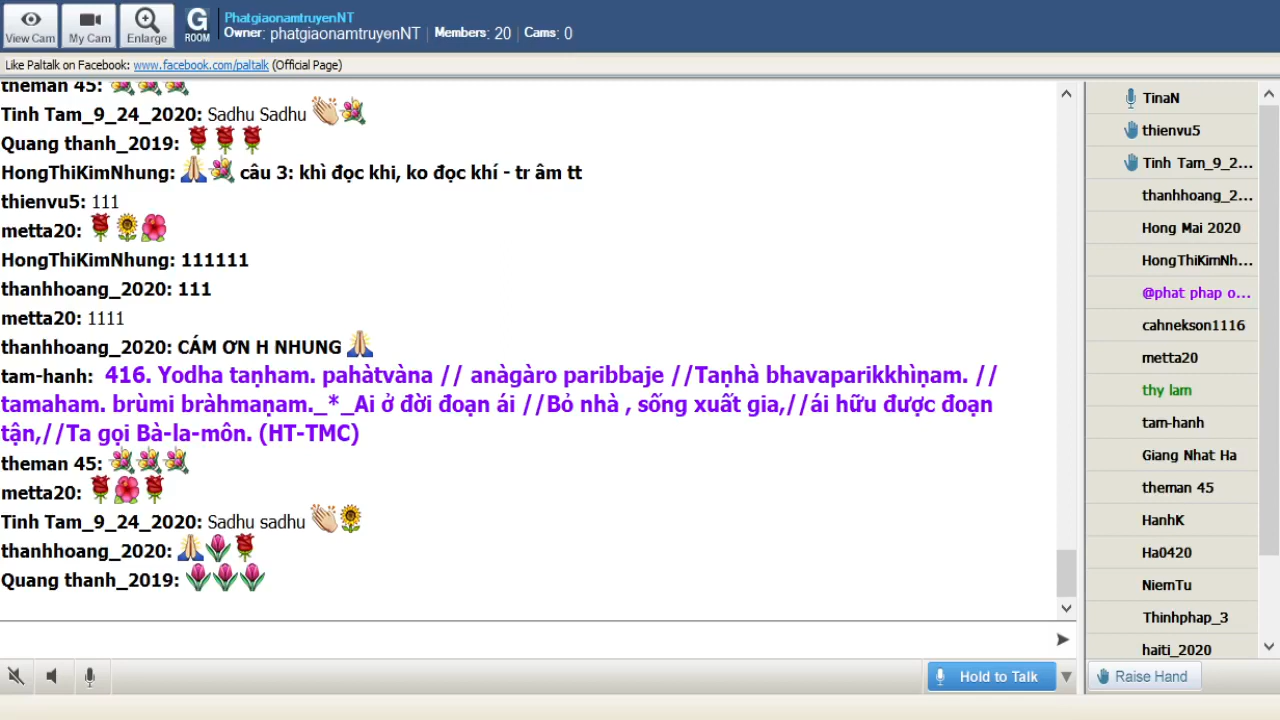 View Cam
My Cam
Enlarge
G
ROOM
PhatgiaonamtruyenNT
Owner: phatgiaonamtruyenNT | Members: 20 | Cams: 0
Like Paltalk on Facebook: www.facebook.com/paltalk (Official Page)
theman 45:
Tinh Tam_9_24_2020: Sadhu Sadhu
Quang thanh_2019:
HongThiKimNhung: câu 3: khì đọc khi, ko đọc khí - tr âm tt
thienvu5: 111
metta20:
HongThiKimNhung: 111111
thanhhoang_2020: 111
metta20: 1111
thanhhoang_2020: CÁM ƠN H NHUNG
tam-hanh: 416. Yodha taṇham. pahàtvàna // anàgàro paribbaje //Taṇhà bhavaparikkhìṇam. //
tamaham. brùmi bràhmaṇam._*_Ai ở đời đoạn ái //Bỏ nhà , sống xuất gia,//ái hữu được đoạn
tận,//Ta gọi Bà-la-môn. (HT-TMC)
theman 45:
metta20:
Tinh Tam_9_24_2020: Sadhu sadhu
thanhhoang_2020:
Quang thanh_2019:
Hold to Talk
TinaN
thienvu5
Tinh Tam_9_2...
thanhhoang_2...
Hong Mai 2020
HongThiKimNh...
@phat phap o...
cahnekson1116
metta20
thy lam
tam-hanh
Giang Nhat Ha
theman 45
HanhK
Ha0420
NiemTu
Thinhphap_3
haiti_2020
Raise Hand